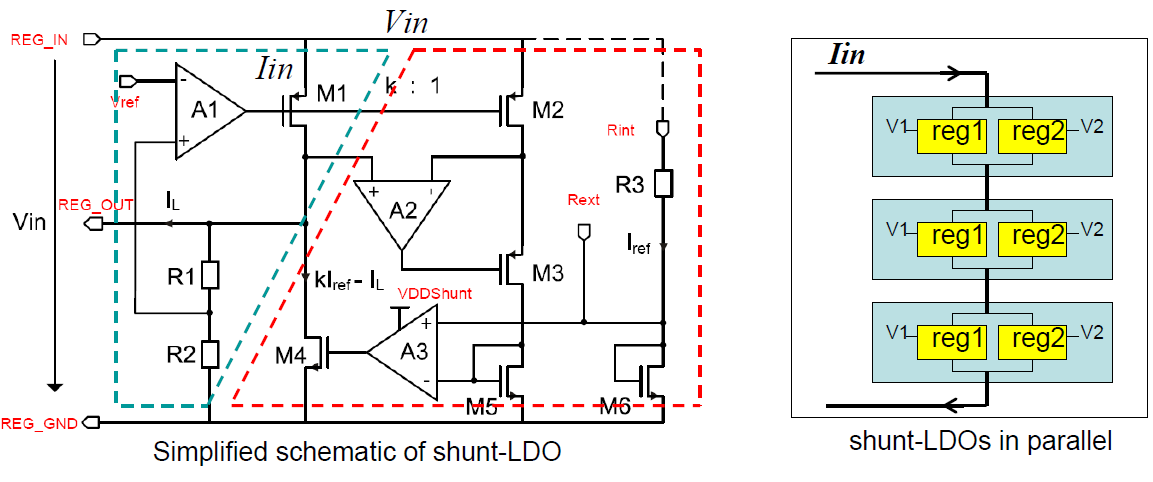 Vin
REG_IN
Iin
Iin
M1
k : 1
A1
M2
Vref
-
+
Rint
V1
reg1
reg2
V2
R3
+
-
A2
Rext
IL
REG_OUT
Vin
Iref
V1
reg1
reg2
V2
R1
M3
kIref - IL
VDDShunt
+
V1
reg1
reg2
V2
R2
M4
A3
-
M5
M6
REG_GND
Simplified schematic of shunt-LDO
shunt-LDOs in parallel